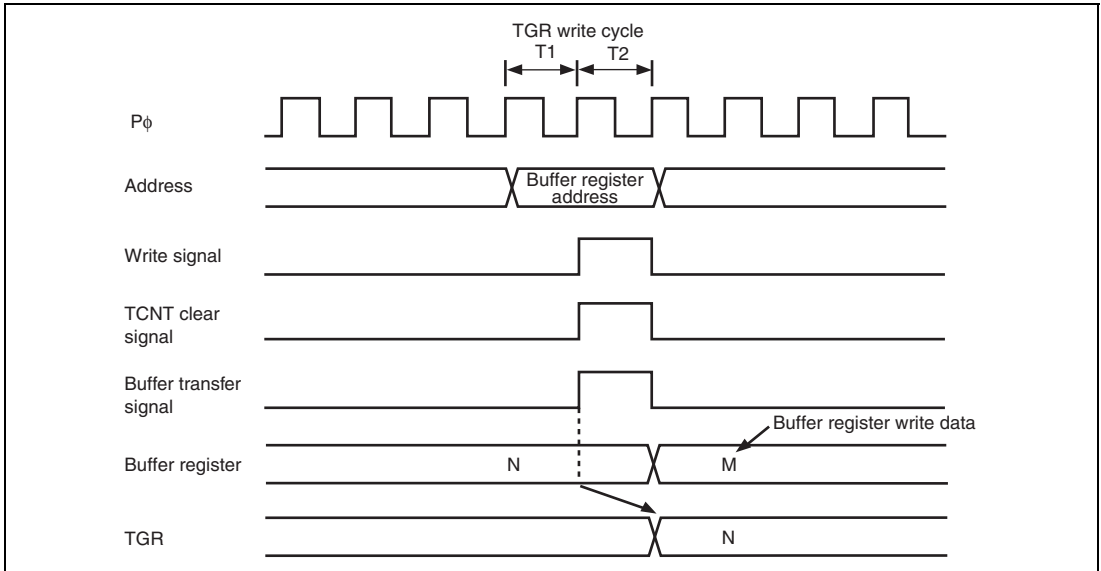 TGR write cycle
T1 T2
Pϕ
Address
Buffer register
address
Write signal
TCNT clear
signal
Buffer transfer
signal
Buffer register write data
Buffer register
N M
TGR
N